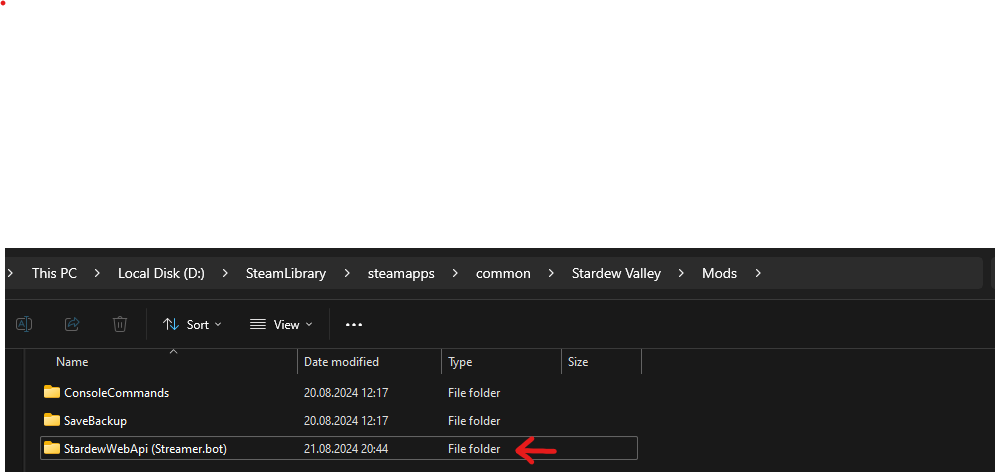 This PC > Local Disk (D:) > SteamLibrary > steamapps > common > Stardew Valley > Mods >
Sort View •••
Name Date modified Type Size
ConsoleCommands 20.08.2024 12:17 File folder
SaveBackup 20.08.2024 12:17 File folder
StardewWebApi (Streamer.bot) 21.08.2024 20:44 File folder